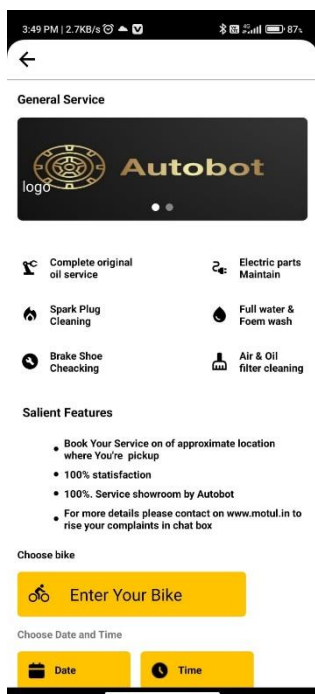 3:49 PM | 2.7KB/s
4G
87%
General Service
Autobot
logo
Complete original
oil service
Electric parts
Maintain
Spark Plug
Cleaning
Full water &
Foem wash
Brake Shoe
Cheacking
Air & Oil
filter cleaning
Salient Features
Book Your Service on of approximate location
where You're pickup
100% statisfaction
100%. Service showroom by Autobot
For more details please contact on www.motul.in to
rise your complaints in chat box
Choose bike
Enter Your Bike
Choose Date and Time
Date
Time